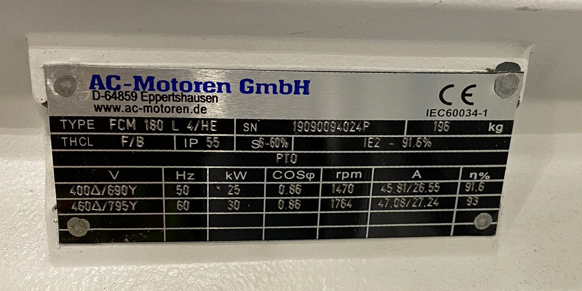 AC-Motoren GmbH
D-64859 Eppertshausen
www.ac-motoren.de
CE
IEC60034-1
TYPE FCM 180 L 4/HE SN 19090094024P 196 kg
THCL F/B IP 55 S6-60% IE2 - 91.6%
PTO
V Hz kW COSφ rpm A η%
400Δ/690Y 50 25 0.86 1470 45.81/26.55 91.6
460Δ/795Y 60 30 0.86 1764 47.08/27.24 93